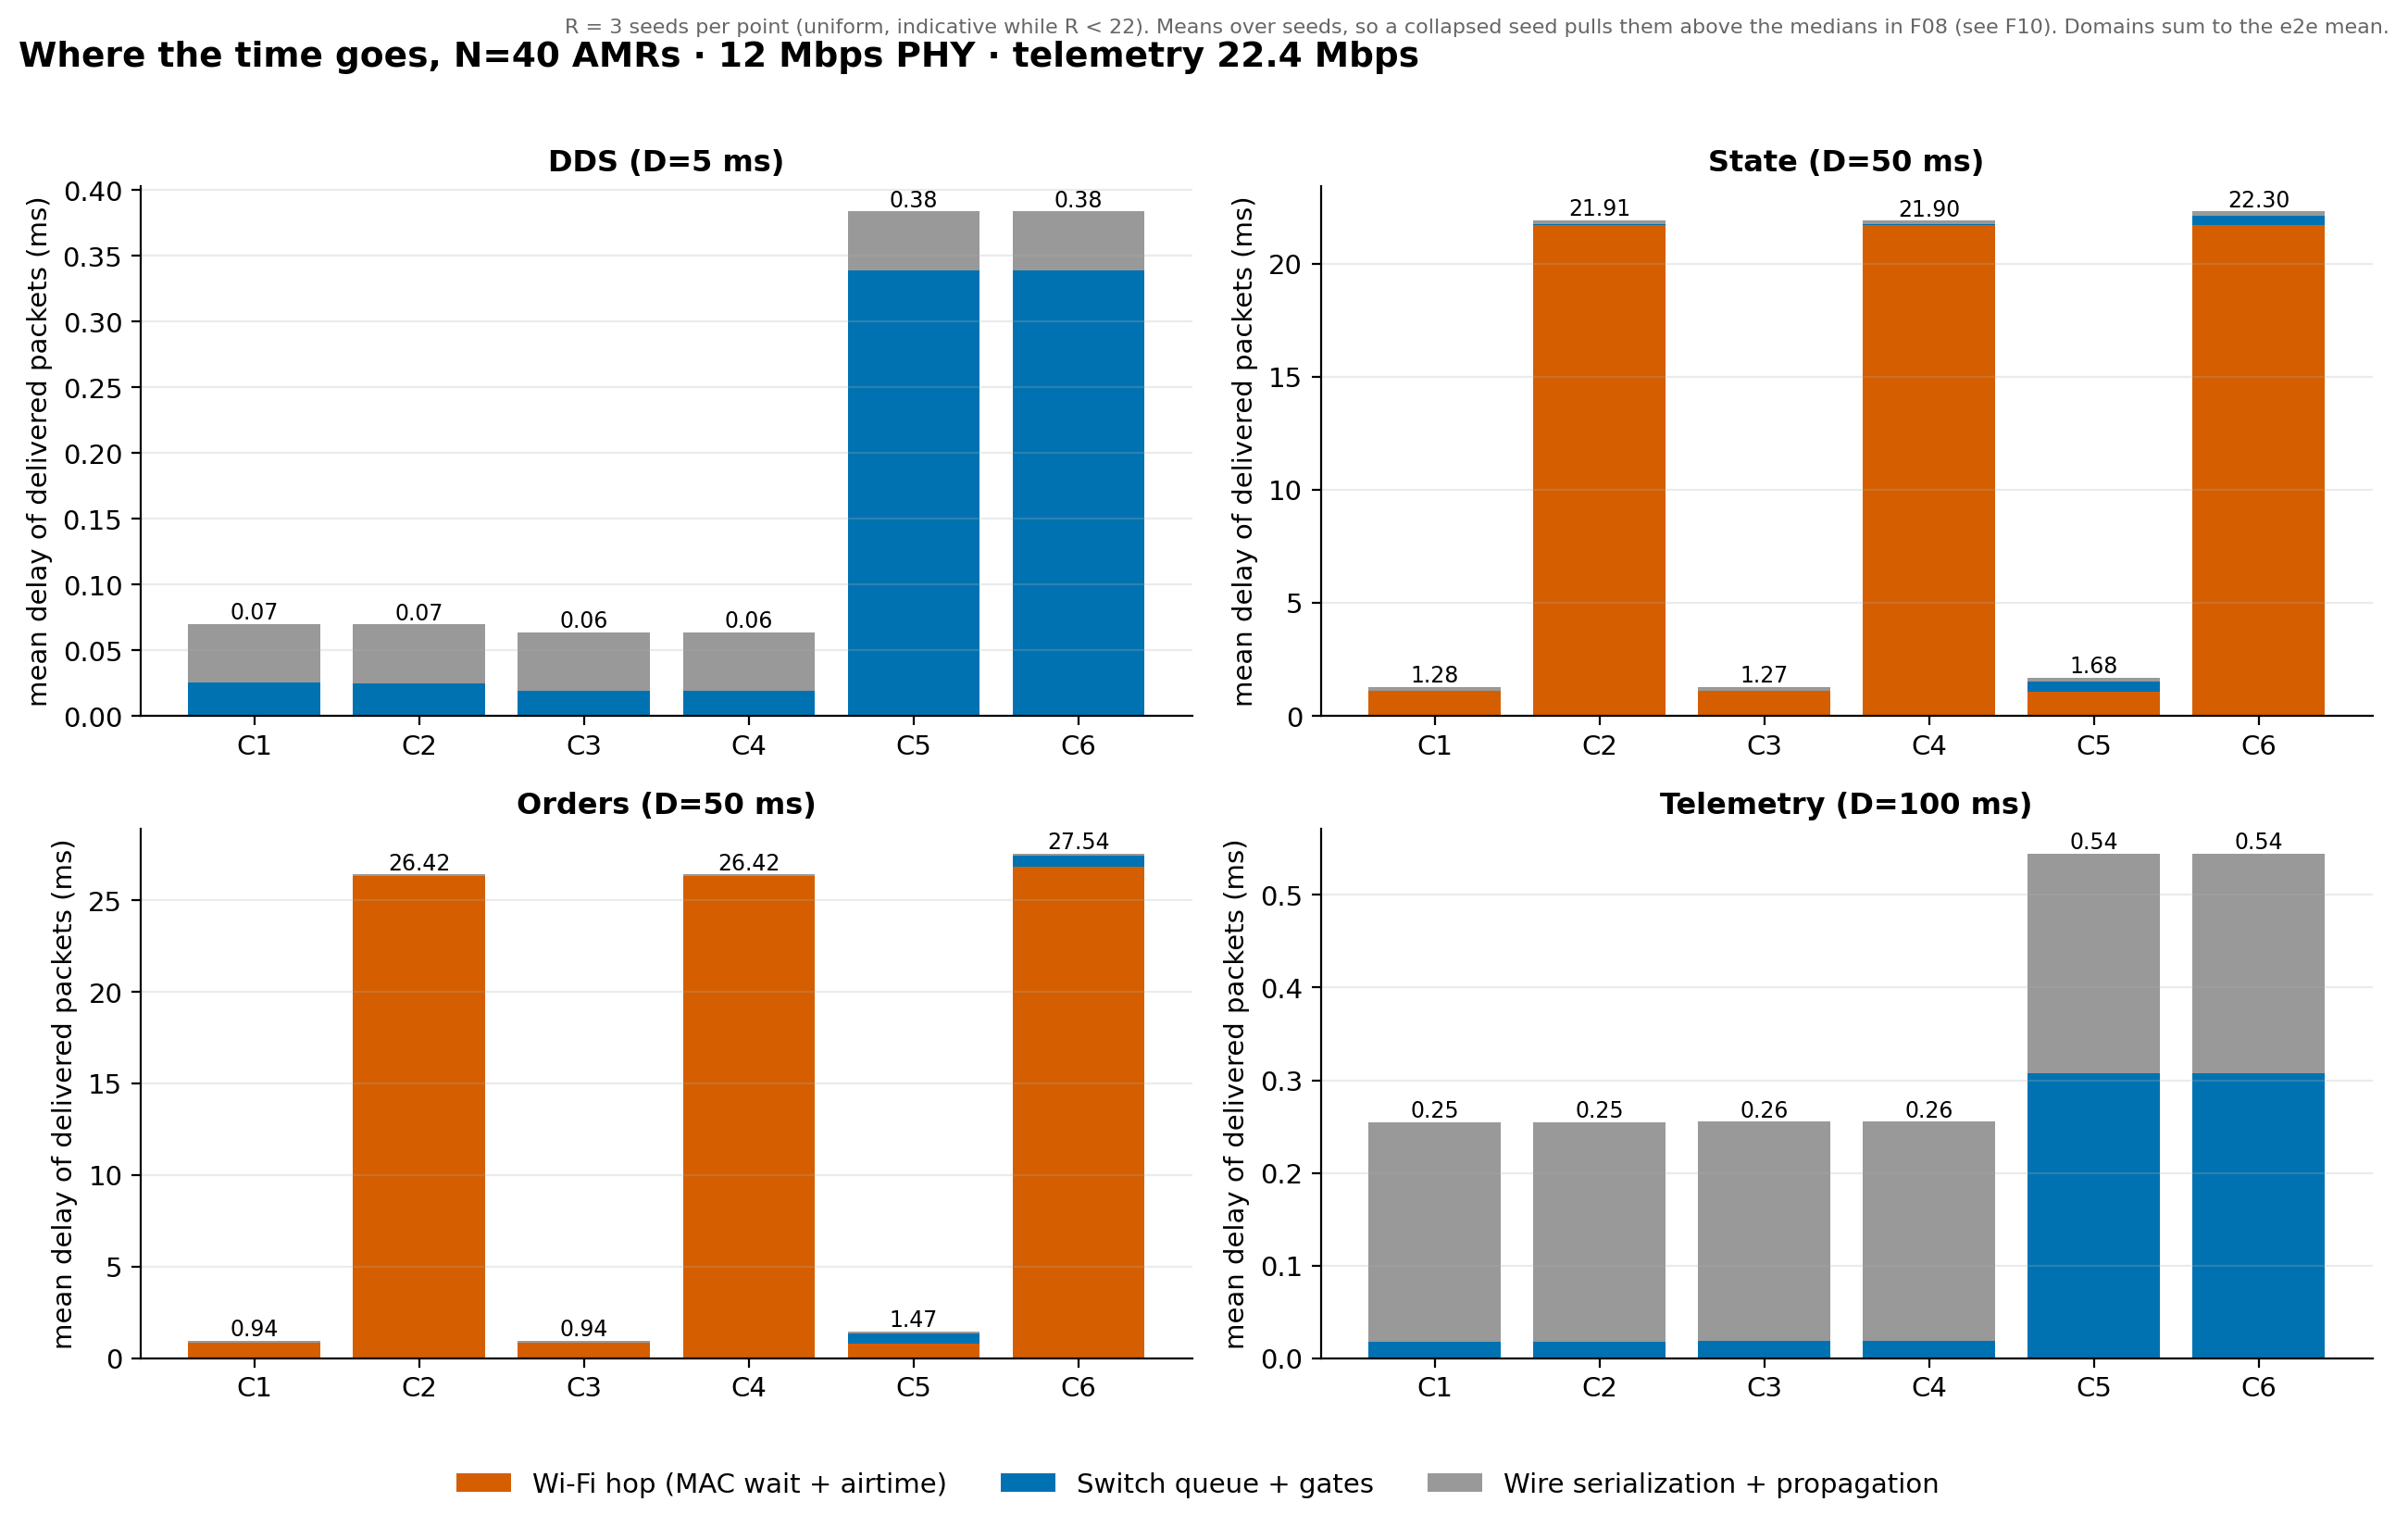 R = 3 seeds per point (uniform, indicative while R < 22). Means over seeds, so a collapsed seed pulls them above the medians in F08 (see F10). Domains sum to the e2e mean.
Where the time goes, N=40 AMRs · 12 Mbps PHY · telemetry 22.4 Mbps
DDS (D=5 ms)
mean delay of delivered packets (ms)
0.40
0.35
0.30
0.25
0.20
0.15
0.10
0.05
0.00
0.07
0.07
0.06
0.06
0.38
0.38
C1
C2
C3
C4
C5
C6
State (D=50 ms)
mean delay of delivered packets (ms)
20
15
10
5
0
1.28
21.91
1.27
21.90
1.68
22.30
C1
C2
C3
C4
C5
C6
Orders (D=50 ms)
mean delay of delivered packets (ms)
25
20
15
10
5
0
0.94
26.42
0.94
26.42
1.47
27.54
C1
C2
C3
C4
C5
C6
Telemetry (D=100 ms)
mean delay of delivered packets (ms)
0.5
0.4
0.3
0.2
0.1
0.0
0.25
0.25
0.26
0.26
0.54
0.54
C1
C2
C3
C4
C5
C6
Wi-Fi hop (MAC wait + airtime)
Switch queue + gates
Wire serialization + propagation